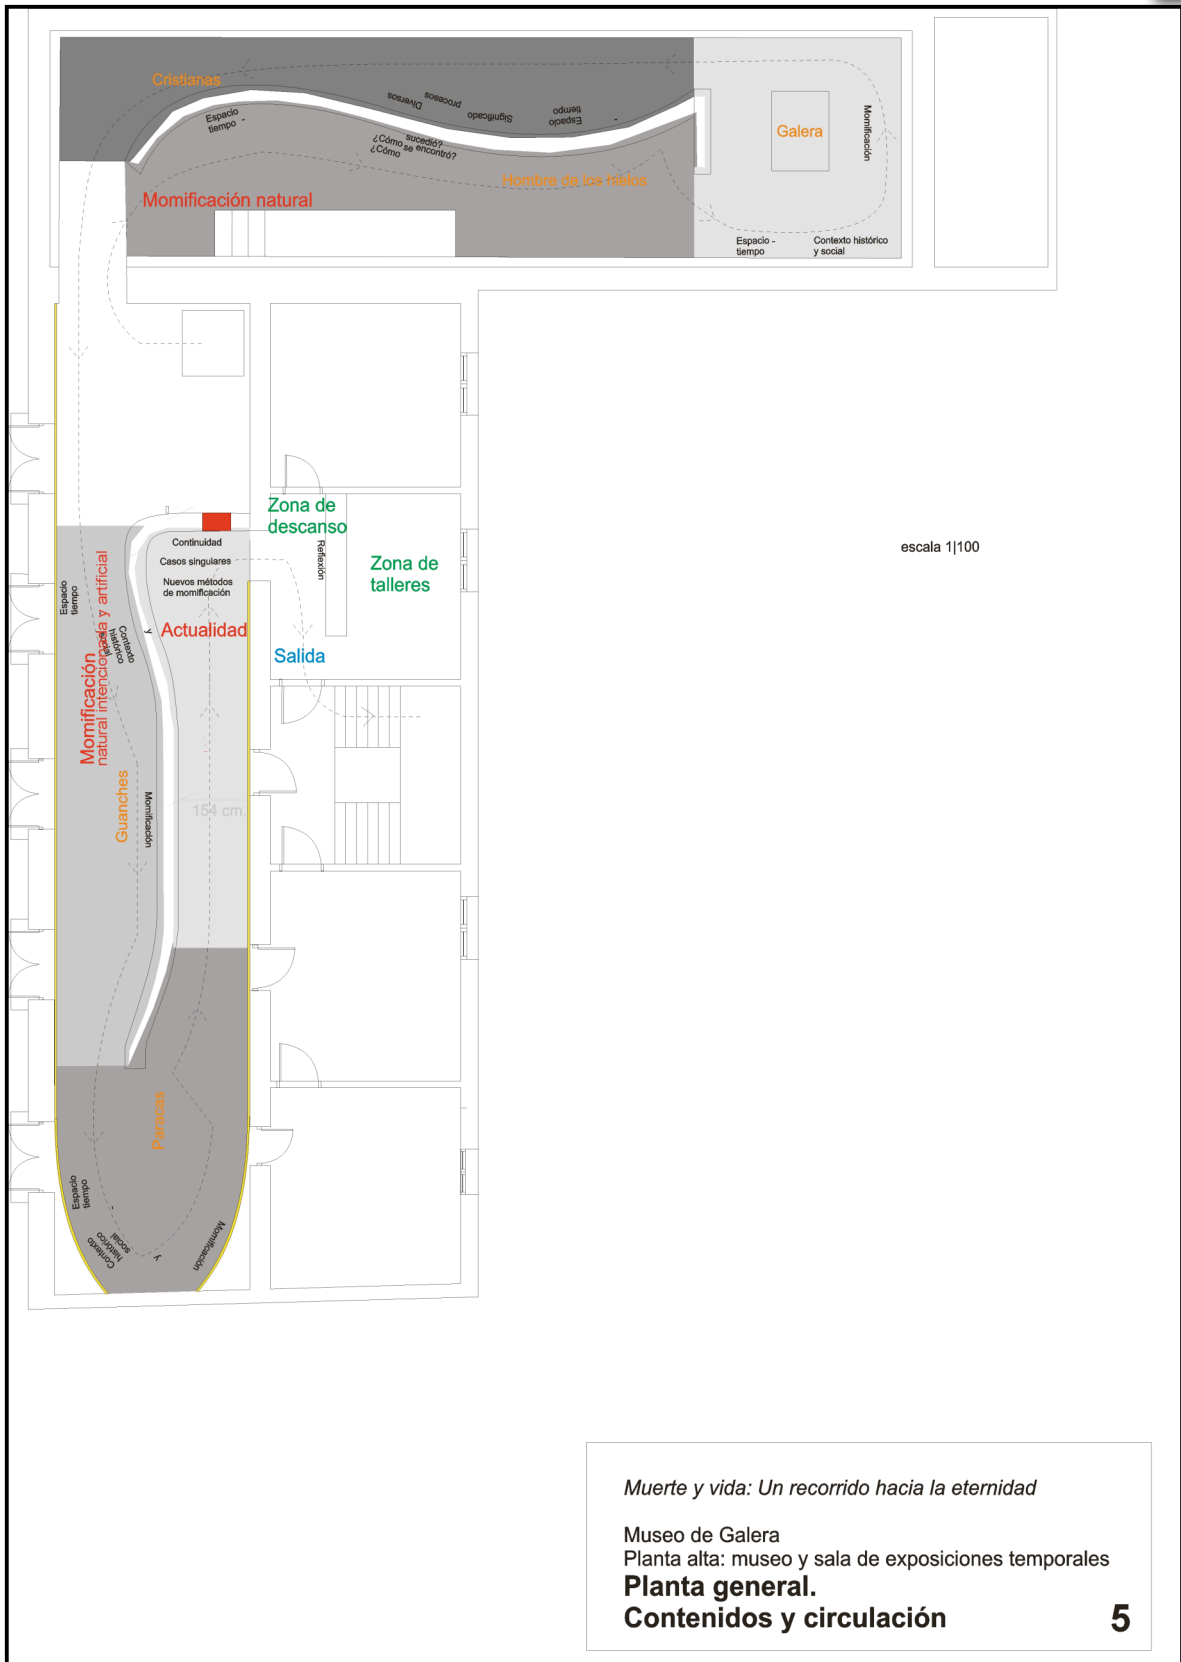 Cristianas
Espacio
tiempo -
Diversos
procesos
Significado
Espacio
tiempo
-
¿Cómo
sucedió?
¿Cómo se encontró?
Momificación natural
Hombre de los hielos
Galera
Momificación
Espacio -
tiempo
Contexto histórico
y social
Zona de
descanso
Reflexión
Zona de
talleres
Salida
escala 1|100
Continuidad
Casos singulares
Nuevos métodos
de momificación
Actualidad
Espacio
tiempo
Momificación
natural intencionada y artificial
Contexto
histórico
social
y
Guanches
Momificación
154 cm.
Paracas
Espacio
tiempo
-
Contexto
histórico
social
y
Momificación
Muerte y vida: Un recorrido hacia la eternidad
Museo de Galera
Planta alta: museo y sala de exposiciones temporales
Planta general.
Contenidos y circulación
5